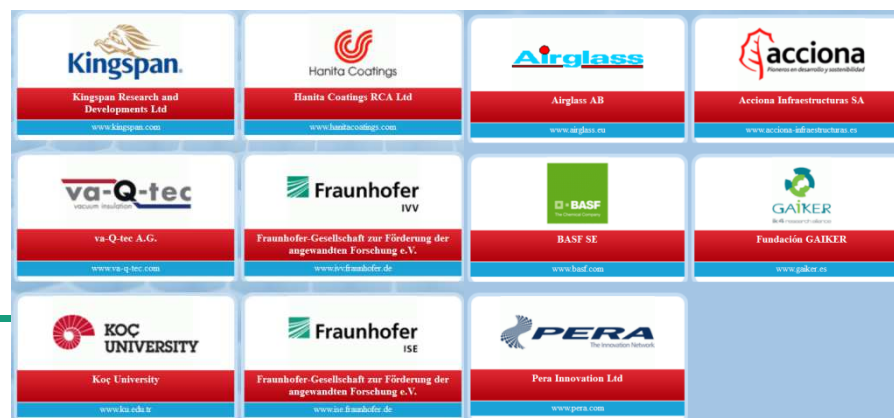 Kingspan.
Kingspan Research and
Developments Ltd
www.kingspan.com
Hanita Coatings
Hanita Coatings RCA Ltd
www.hanitacoatings.com
Airglass
Airglass AB
www.airglass.eu
acciona
Pioneros en desarrollo y sostenibilidad
Acciona Infraestructuras SA
www.acciona-infraestructuras.es
va-Q-tec
vacuum insulation
va-Q-tec A.G.
www.va-q-tec.com
Fraunhofer
IVV
Fraunhofer-Gesellschaft zur Förderung der
angewandten Forschung e.V.
www.ivv.fraunhofer.de
BASF
The Chemical Company
BASF SE
www.basf.com
GAIKER
research alliance
Fundación GAIKER
www.gaiker.es
KOÇ
UNIVERSITY
Koç University
www.ku.edu.tr
Fraunhofer
ISE
Fraunhofer-Gesellschaft zur Förderung der
angewandten Forschung e.V.
www.ise.fraunhofer.de
PERA
The Innovation Network
Pera Innovation Ltd
www.pera.com